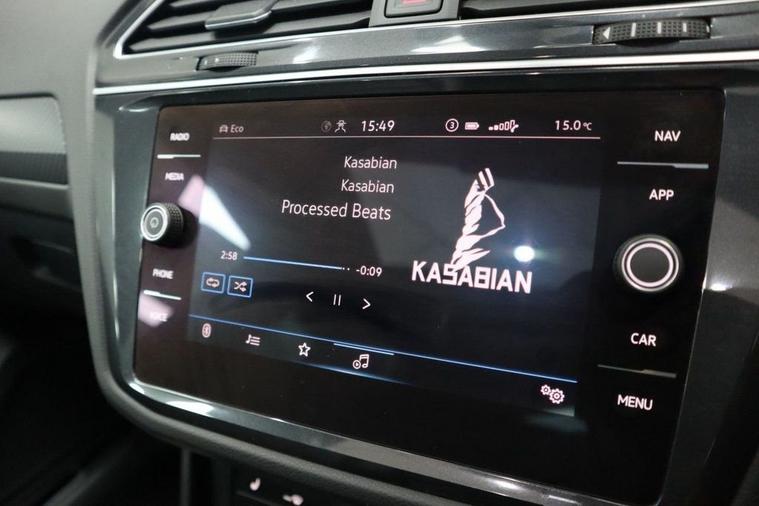 RADIO
MEDIA
PHONE
VOICE
Eco
15:49
3
15.0°C
Kasabian
Kasabian
Processed Beats
2:58
-0:09
KASABIAN
NAV
APP
CAR
MENU